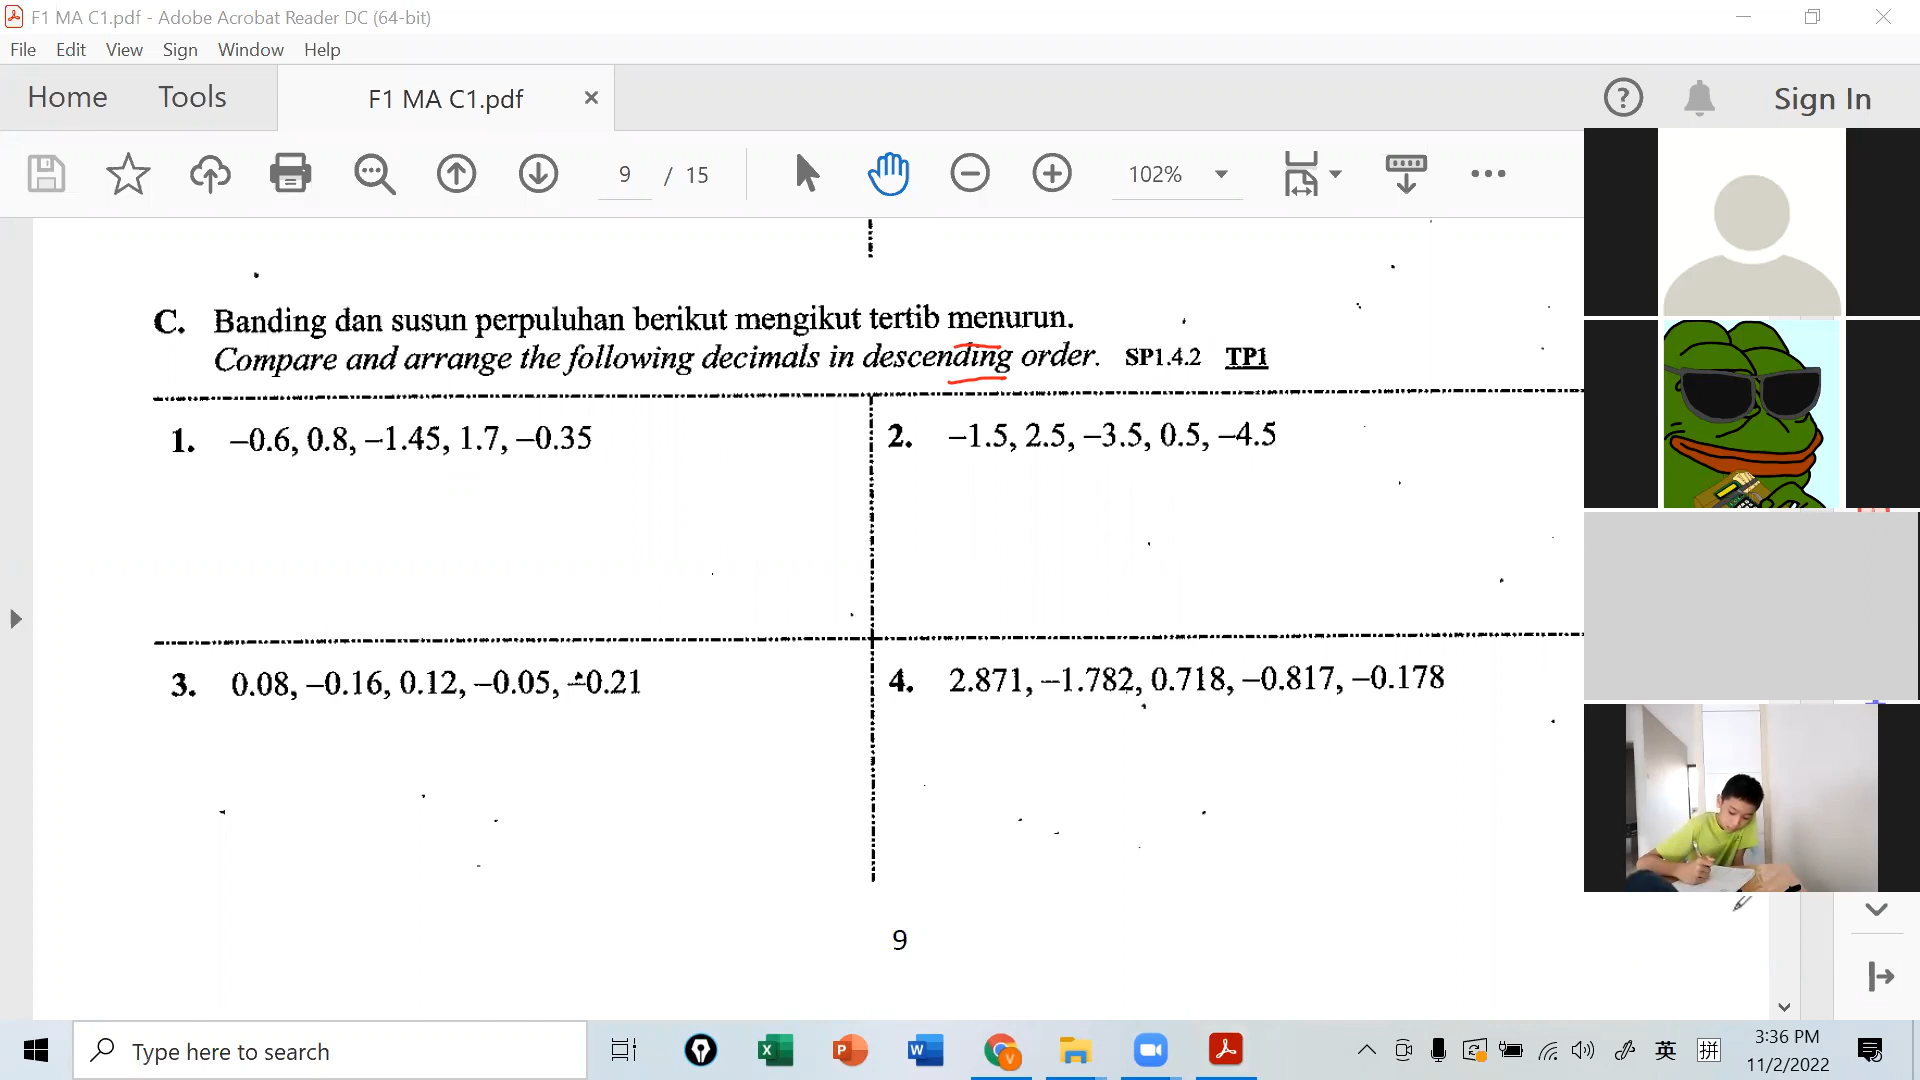 F1 MA C1.pdf - Adobe Acrobat Reader DC (64-bit)
File Edit View Sign Window Help
Home Tools F1 MA C1.pdf × ? Sign In
9 / 15 102%
C. Banding dan susun perpuluhan berikut mengikut tertib menurun.
Compare and arrange the following decimals in descending order. SP1.4.2 TP1
1. –0.6, 0.8, –1.45, 1.7, –0.35
2. –1.5, 2.5, –3.5, 0.5, –4.5
3. 0.08, –0.16, 0.12, –0.05, –0.21
4. 2.871, –1.782, 0.718, –0.817, –0.178
9
Type here to search
英 拼 3:36 PM
11/2/2022